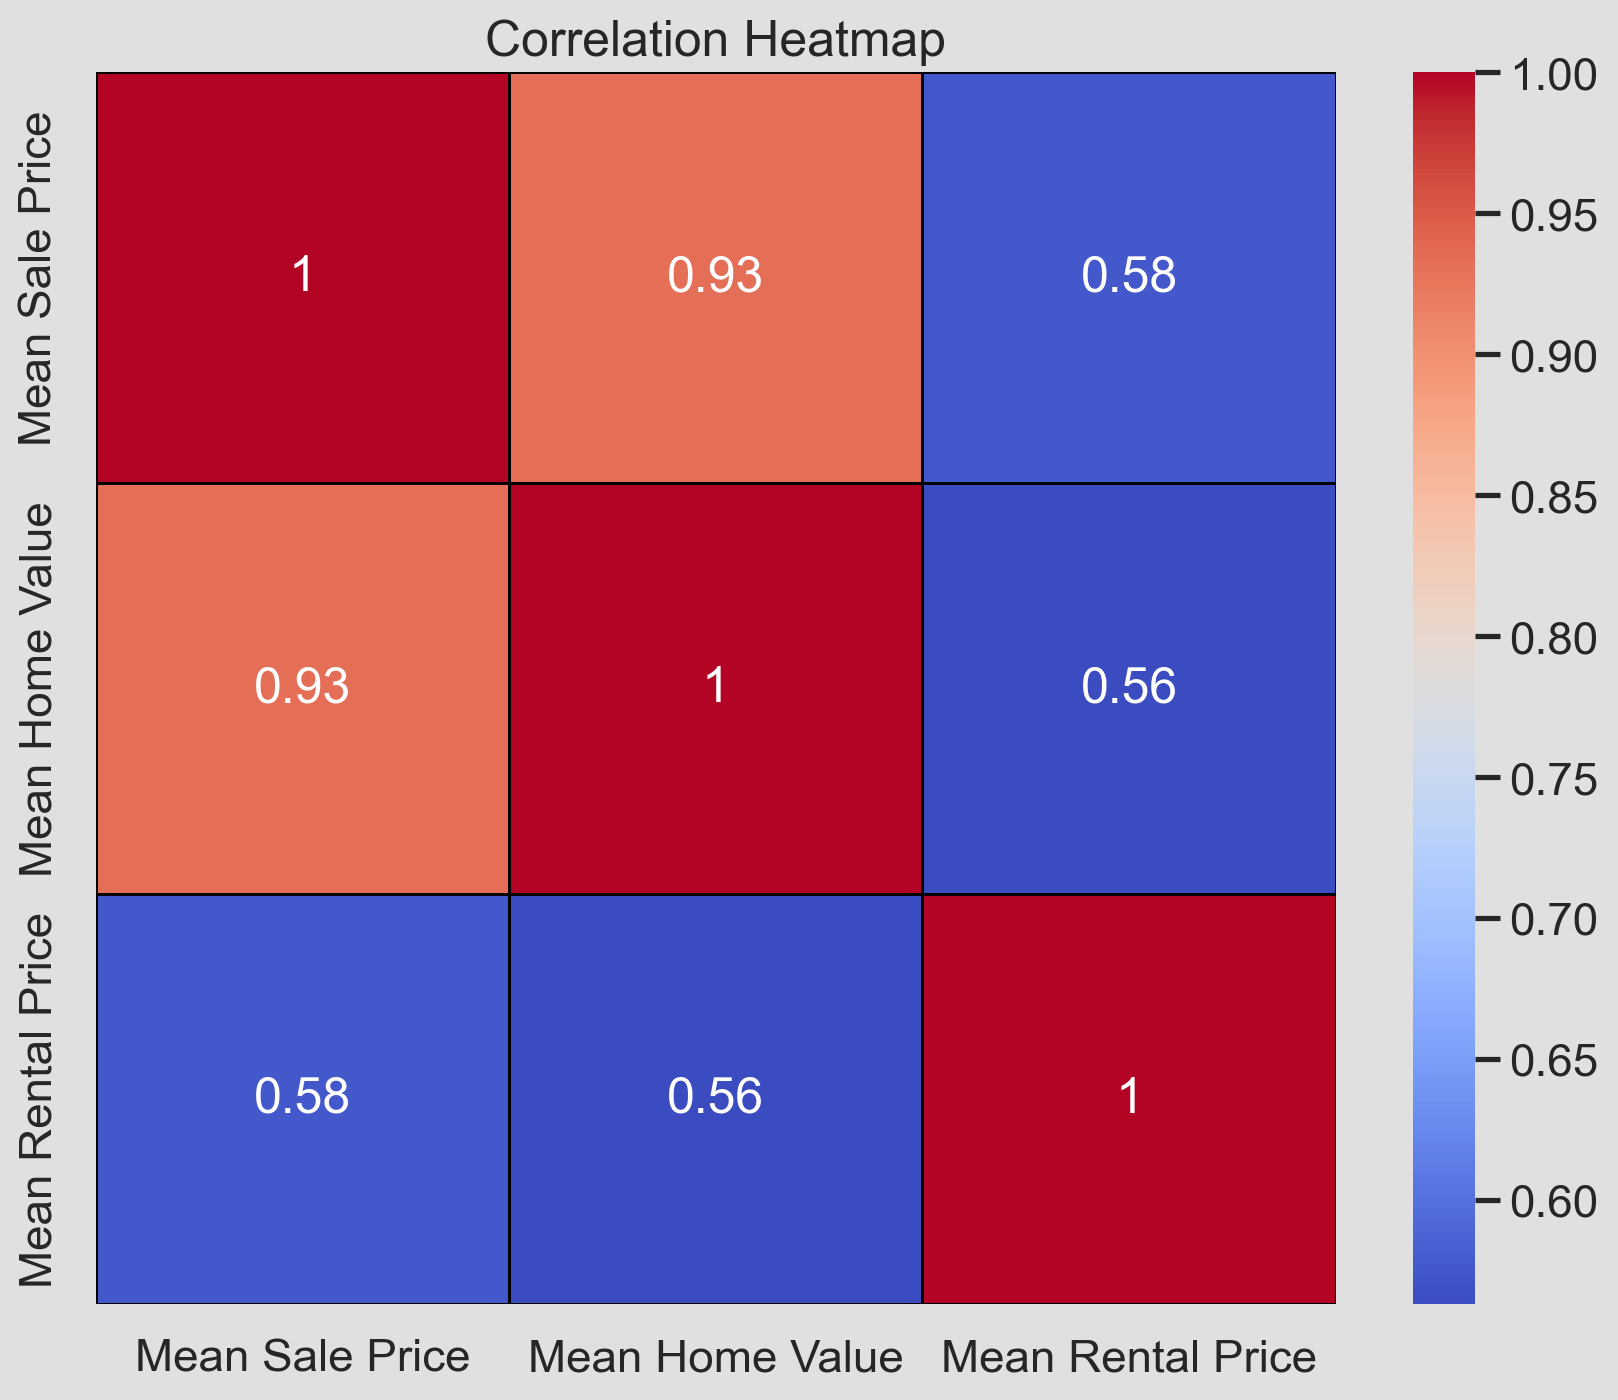 Correlation Heatmap
Mean Sale Price
1
0.93
0.58
Mean Home Value
0.93
1
0.56
Mean Rental Price
0.58
0.56
1
Mean Sale Price
Mean Home Value
Mean Rental Price
1.00
0.95
0.90
0.85
0.80
0.75
0.70
0.65
0.60